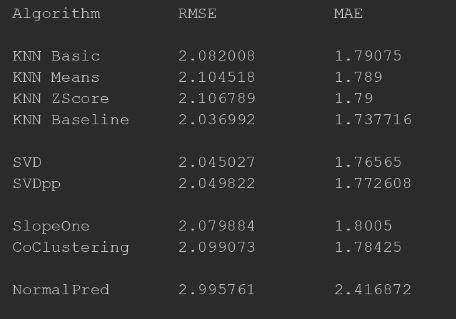 Algorithm RMSE MAE
KNN Basic 2.082008 1.79075
KNN Means 2.104518 1.789
KNN ZScore 2.106789 1.79
KNN Baseline 2.036992 1.737716
SVD 2.045027 1.76565
SVDpp 2.049822 1.772608
SlopeOne 2.079884 1.8005
CoClustering 2.099073 1.78425
NormalPred 2.995761 2.416872